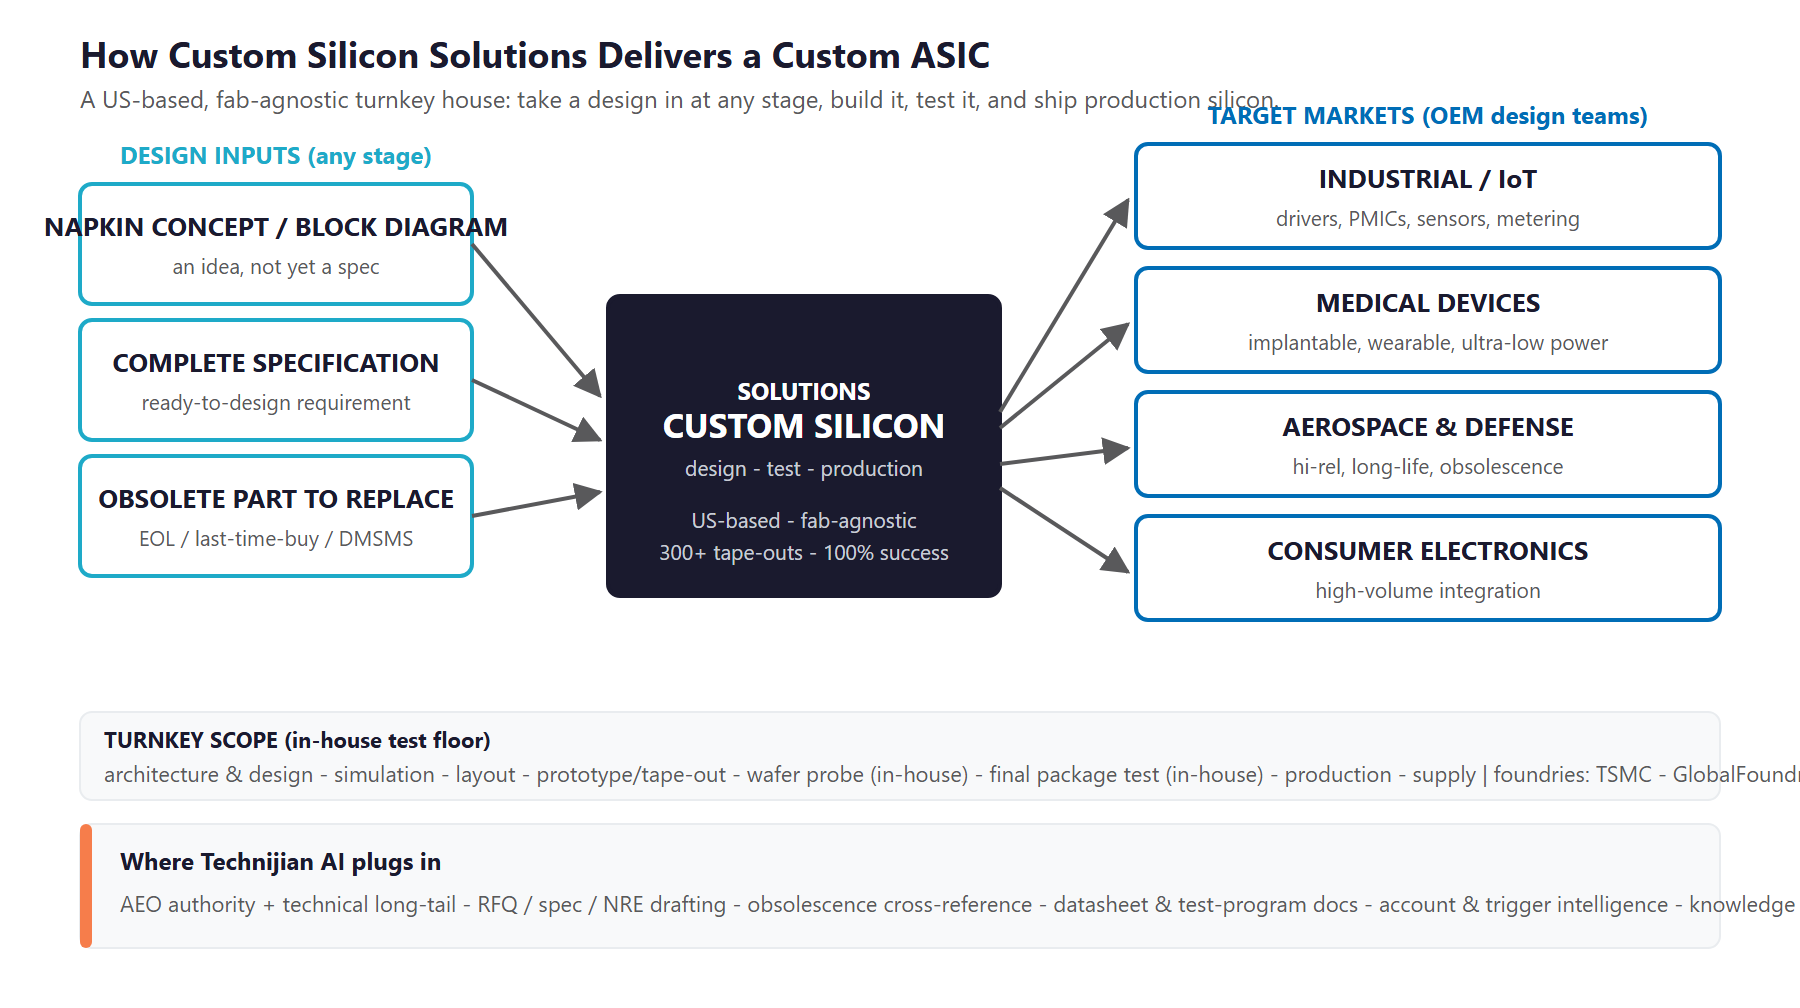 How Custom Silicon Solutions Delivers a Custom ASIC
A US-based, fab-agnostic turnkey house: take a design in at any stage, build it, test it, and ship production silicon.
DESIGN INPUTS (any stage)
NAPKIN CONCEPT / BLOCK DIAGRAM
an idea, not yet a spec
COMPLETE SPECIFICATION
ready-to-design requirement
OBSOLETE PART TO REPLACE
EOL / last-time-buy / DMSMS
SOLUTIONS
CUSTOM SILICON
design - test - production
US-based - fab-agnostic
300+ tape-outs - 100% success
TARGET MARKETS (OEM design teams)
INDUSTRIAL / IoT
drivers, PMICs, sensors, metering
MEDICAL DEVICES
implantable, wearable, ultra-low power
AEROSPACE & DEFENSE
hi-rel, long-life, obsolescence
CONSUMER ELECTRONICS
high-volume integration
TURNKEY SCOPE (in-house test floor)
architecture & design - simulation - layout - prototype/tape-out - wafer probe (in-house) - final package test (in-house) - production - supply | foundries: TSMC -
Where Technijian AI plugs in
AEO authority + technical long-tail - RFQ / spec / NRE drafting - obsolescence cross-reference - datasheet & test-program docs - account & trigger intelligence - knowledge